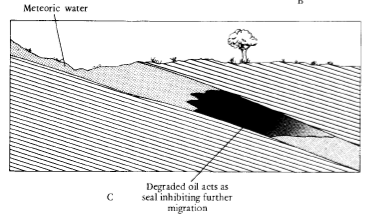 B
Meteoric water
Degraded oil acts as
C
seal inhibiting further
migration